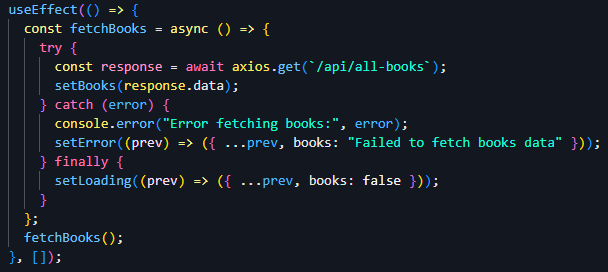 useEffect(() => {
  const fetchBooks = async () => {
    try {
      const response = await axios.get(`/api/all-books`);
      setBooks(response.data);
    } catch (error) {
      console.error("Error fetching books:", error);
      setError((prev) => ({ ...prev, books: "Failed to fetch books data" }));
    } finally {
      setLoading((prev) => ({ ...prev, books: false }));
    }
  };
  fetchBooks();
}, []);